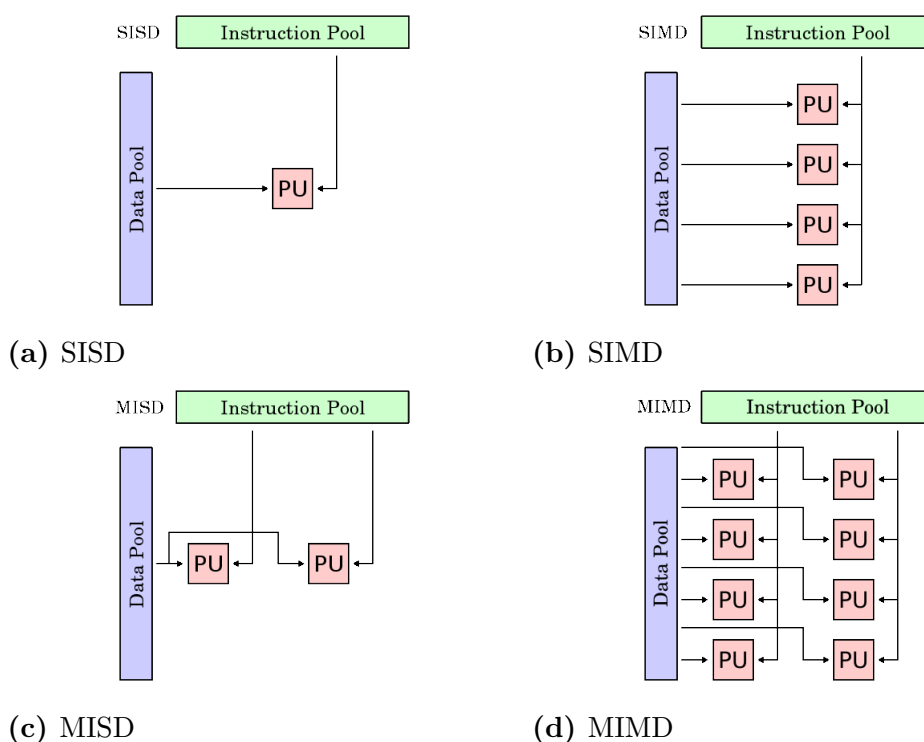 SISD
Instruction Pool
Data Pool
PU
(a) SISD
SIMD
Instruction Pool
Data Pool
PU
PU
PU
PU
(b) SIMD
MISD
Instruction Pool
Data Pool
PU
PU
(c) MISD
MIMD
Instruction Pool
Data Pool
PU
PU
PU
PU
PU
PU
PU
PU
(d) MIMD